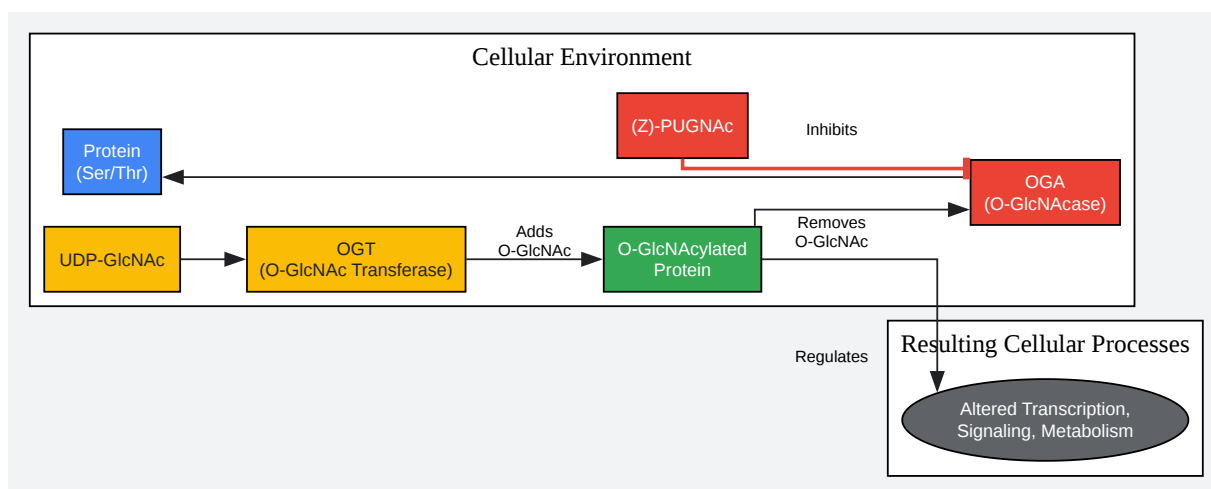 Cellular Environment
(Z)-PUGNAc
Inhibits
Protein
(Ser/Thr)
OGA
(O-GlcNAcase)
UDP-GlcNAc
OGT
(O-GlcNAc Transferase)
Adds
O-GlcNAc
O-GlcNAcylated
Protein
Removes
O-GlcNAc
Regulates
Resulting Cellular Processes
Altered Transcription,
Signaling, Metabolism